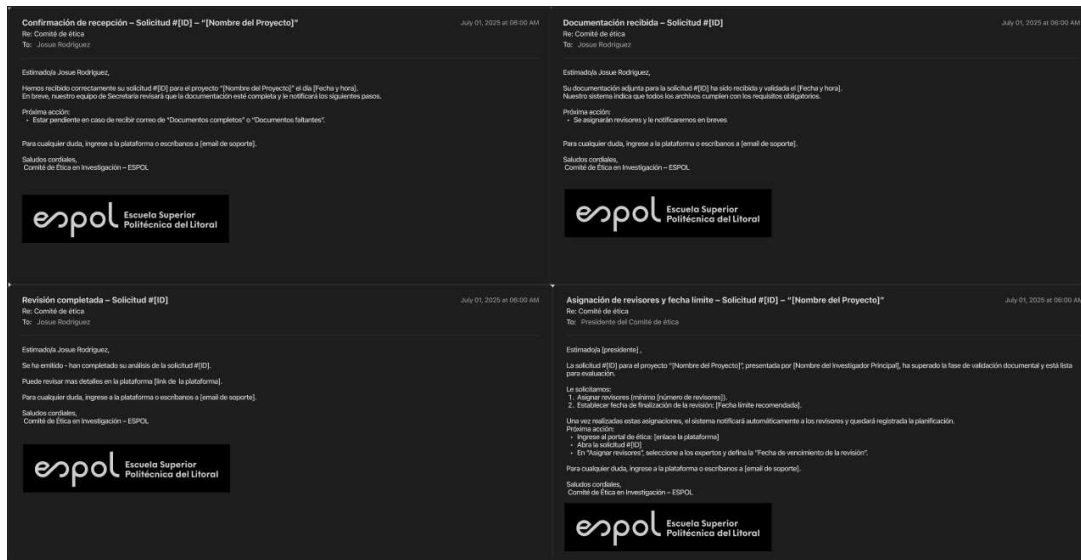 Confirmación de recepción – Solicitud #[ID] – “[Nombre del Proyecto]”
July 01, 2025 at 06:00 AM
Re: Comité de ética
To: Josue Rodriguez
Estimado/a Josue Rodriguez,
Hemos recibido correctamente su solicitud #[ID] para el proyecto “[Nombre del Proyecto]” el día [Fecha y hora].
En breve, nuestro equipo de Secretaría revisará que la documentación esté completa y le notificará los siguientes pasos.
Próxima acción:
• Estar pendiente en caso de recibir correo de “Documentos completos” o “Documentos faltantes”.
Para cualquier duda, ingrese a la plataforma o escríbanos a [email de soporte].
Saludos cordiales,
Comité de Ética en Investigación – ESPOL
espol Escuela Superior
Politécnica del Litoral
Documentación recibida – Solicitud #[ID]
July 01, 2025 at 06:00 AM
Re: Comité de ética
To: Josue Rodriguez
Estimado/a Josue Rodriguez,
Su documentación adjunta para la solicitud #[ID] ha sido recibida y validada el [Fecha y hora].
Nuestro sistema indica que todos los archivos cumplen con los requisitos obligatorios.
Próxima acción:
• Se asignarán revisores y le notificaremos en breves
Para cualquier duda, ingrese a la plataforma o escríbanos a [email de soporte].
Saludos cordiales,
Comité de Ética en Investigación – ESPOL
espol Escuela Superior
Politécnica del Litoral
Revisión completada – Solicitud #[ID]
July 01, 2025 at 06:00 AM
Re: Comité de ética
To: Josue Rodriguez
Estimado/a Josue Rodriguez,
Se ha emitido - han completado su análisis de la solicitud #[ID].
Puede revisar mas detalles en la plataforma [link de la plataforma].
Para cualquier duda, ingrese a la plataforma o escríbanos a [email de soporte].
Saludos cordiales,
Comité de Ética en Investigación – ESPOL
espol Escuela Superior
Politécnica del Litoral
Asignación de revisores y fecha límite – Solicitud #[ID] – “[Nombre del Proyecto]”
July 01, 2025 at 06:00 AM
Re: Comité de ética
To: Presidente del Comité de ética
Estimado/a [presidente] ,
La solicitud #[ID] para el proyecto “[Nombre del Proyecto]”, presentada por [Nombre del Investigador Principal], ha superado la fase de validación documental y está lista
para evaluación.
Le solicitamos:
1. Asignar revisores (mínimo [número de revisores]).
2. Establecer fecha de finalización de la revisión: [Fecha límite recomendada].
Una vez realizadas estas asignaciones, el sistema notificará automáticamente a los revisores y quedará registrada la planificación.
Próxima acción:
• Ingrese al portal de ética: [enlace la plataforma]
• Abra la solicitud #[ID]
• En “Asignar revisores”, seleccione a los expertos y defina la “Fecha de vencimiento de la revisión”.
Para cualquier duda, ingrese a la plataforma o escríbanos a [email de soporte].
Saludos cordiales,
Comité de Ética en Investigación – ESPOL
espol Escuela Superior
Politécnica del Litoral